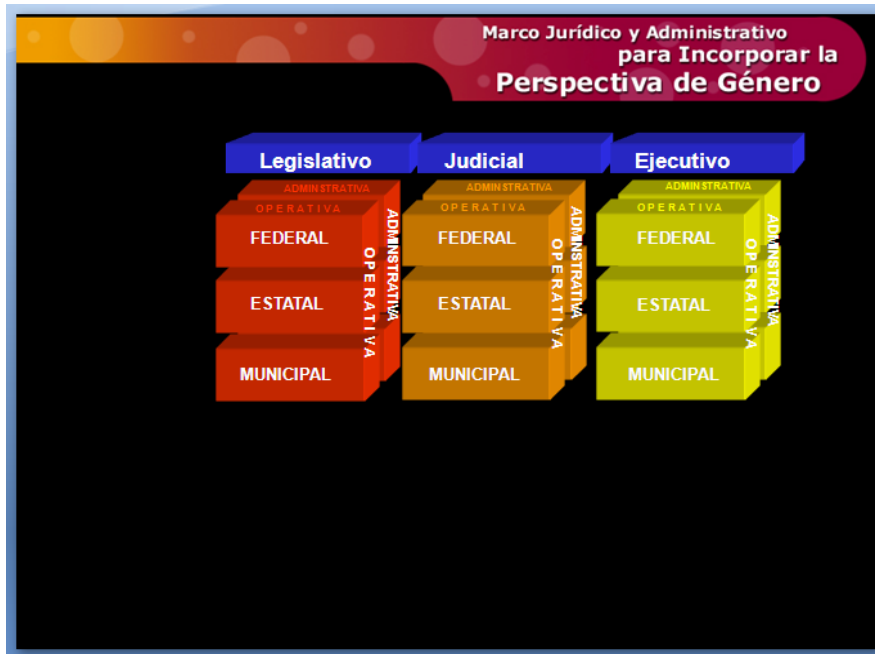 Marco Jurídico y Administrativo
para Incorporar la
Perspectiva de Género
Legislativo
Judicial
Ejecutivo
ADMINSTRATIVA
OPERATIVA
FEDERAL
ESTATAL
MUNICIPAL
OPERATIVA
ADMINSTRATIVA
ADMINSTRATIVA
OPERATIVA
FEDERAL
ESTATAL
MUNICIPAL
OPERATIVA
ADMINSTRATIVA
ADMINSTRATIVA
OPERATIVA
FEDERAL
ESTATAL
MUNICIPAL
OPERATIVA
ADMINSTRATIVA